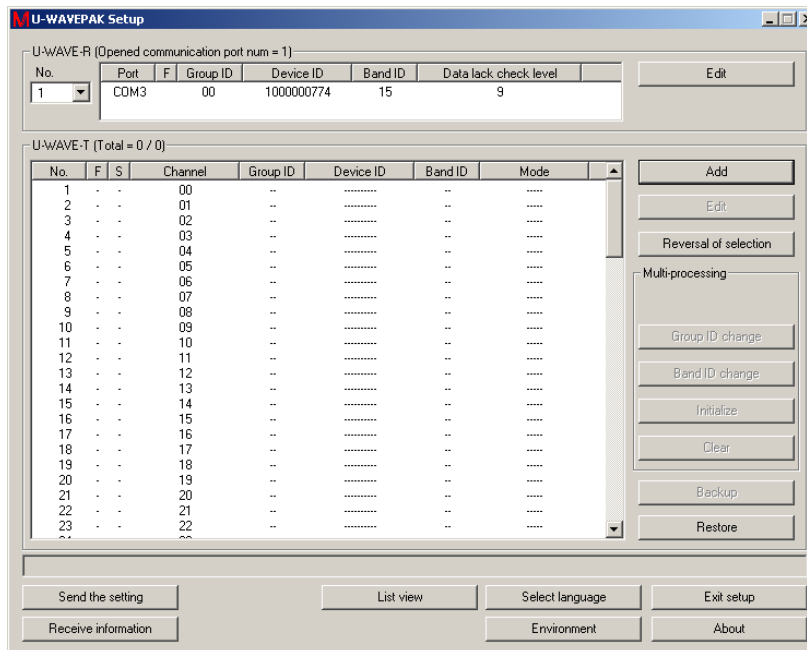 U-WAVEPAK Setup
U-WAVE-R (Opened communication port num = 1)
No. Port F Group ID Device ID Band ID Data lack check level Edit
1 COM3 00 1000000774 15 9
U-WAVE-T (Total = 0 / 0)
No. F S Channel Group ID Device ID Band ID Mode Add
1 - - 00 -- ---------- -- -----
2 - - 01 -- ---------- -- -----
Edit
3 - - 02 -- ---------- -- -----
4 - - 03 -- ---------- -- -----
Reversal of selection
5 - - 04 -- ---------- -- -----
6 - - 05 -- ---------- -- -----
Multi-processing
7 - - 06 -- ---------- -- -----
8 - - 07 -- ---------- -- -----
9 - - 08 -- ---------- -- -----
10 - - 09 -- ---------- -- -----
Group ID change
11 - - 10 -- ---------- -- -----
12 - - 11 -- ---------- -- -----
13 - - 12 -- ---------- -- -----
Band ID change
14 - - 13 -- ---------- -- -----
15 - - 14 -- ---------- -- -----
Initialize
16 - - 15 -- ---------- -- -----
17 - - 16 -- ---------- -- -----
18 - - 17 -- ---------- -- -----
Clear
19 - - 18 -- ---------- -- -----
20 - - 19 -- ---------- -- -----
21 - - 20 -- ---------- -- -----
Backup
22 - - 21 -- ---------- -- -----
23 - - 22 -- ---------- -- -----
Restore
Send the setting List view Select language Exit setup
Receive information Environment About